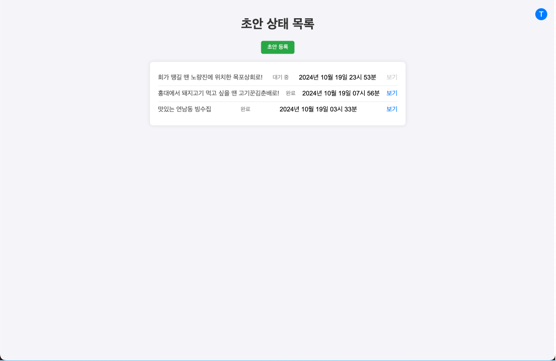 T
초안 상태 목록
초안 등록
회가 땡길 땐 노량진에 위치한 목포상회로! 대기 중 2024년 10월 19일 23시 53분 보기
홍대에서 돼지고기 먹고 싶을 땐 고기꾼김춘배로! 완료 2024년 10월 19일 07시 56분 보기
맛있는 연남동 빙수집 완료 2024년 10월 19일 03시 33분 보기